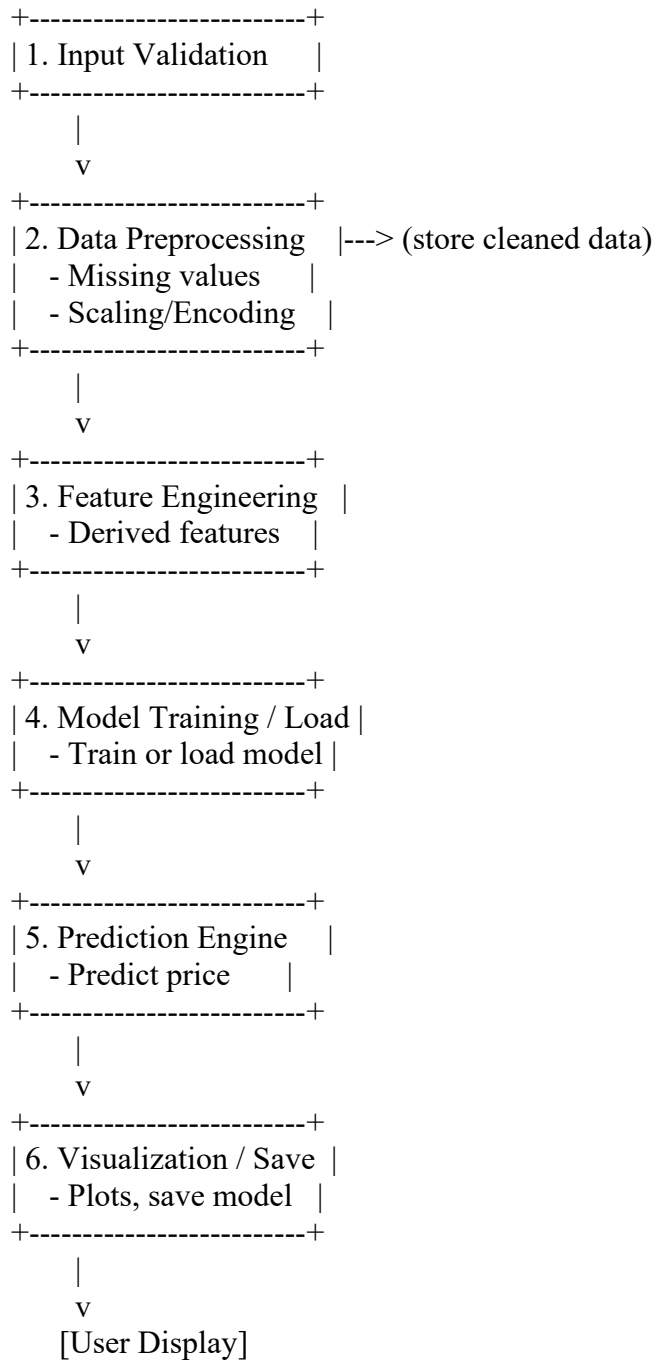 +--------------------------+
| 1. Input Validation      |
+--------------------------+
|
v
+--------------------------+
| 2. Data Preprocessing    |---> (store cleaned data)
|   - Missing values      |
|   - Scaling/Encoding    |
+--------------------------+
|
v
+--------------------------+
| 3. Feature Engineering    |
|   - Derived features    |
+--------------------------+
|
v
+--------------------------+
| 4. Model Training / Load |
|   - Train or load model |
+--------------------------+
|
v
+--------------------------+
| 5. Prediction Engine     |
|   - Predict price       |
+--------------------------+
|
v
+--------------------------+
| 6. Visualization / Save  |
|   - Plots, save model   |
+--------------------------+
|
v
[User Display]